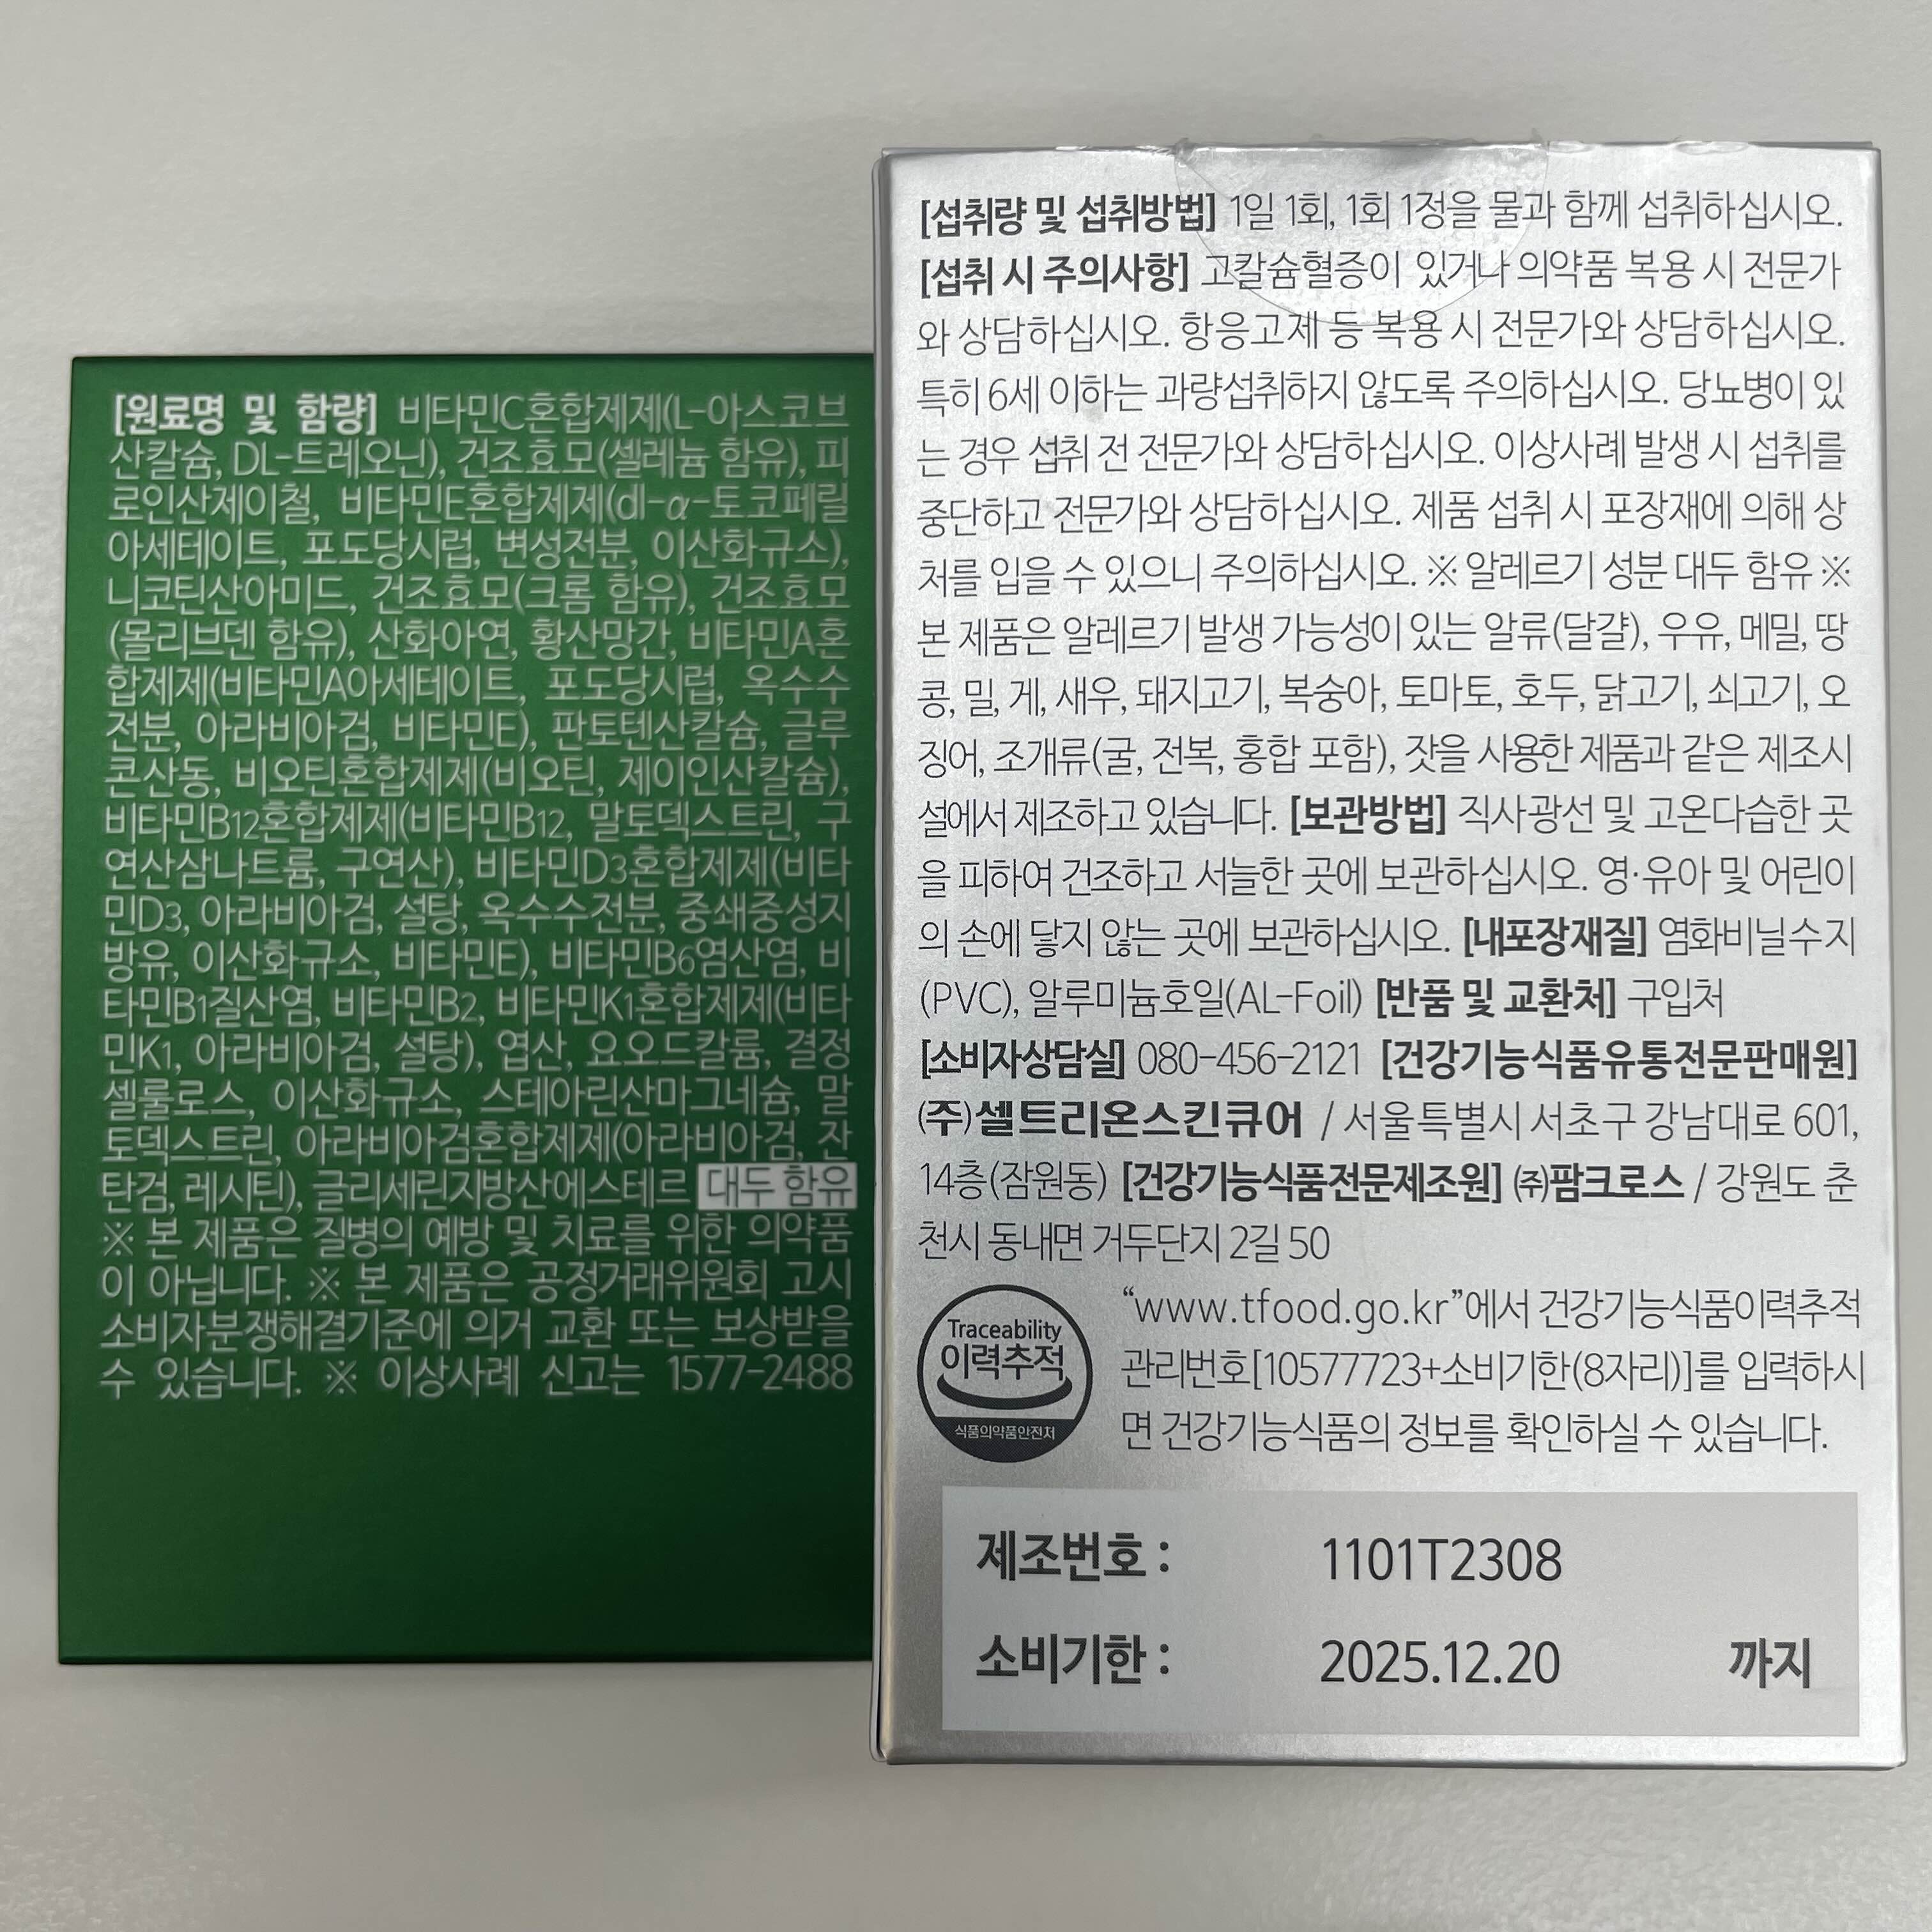 [원료명 및 함량] 비타민C혼합제제(L-아스코브
산칼슘, DL-트레오닌), 건조효모(셀레늄 함유), 피
로인산제이철, 비타민E혼합제제(dl-α-토코페릴
아세테이트, 포도당시럽, 변성전분, 이산화규소),
니코틴산아미드, 건조효모(크롬 함유), 건조효모
(몰리브덴 함유), 산화아연, 황산망간, 비타민A혼
합제제(비타민A아세테이트, 포도당시럽, 옥수수
전분, 아라비아검, 비타민E), 판토텐산칼슘, 글루
콘산동, 비오틴혼합제제(비오틴, 제이인산칼슘),
비타민B12혼합제제(비타민B12, 말토덱스트린, 구
연산삼나트륨, 구연산), 비타민D3혼합제제(비타
민D3, 아라비아검, 설탕, 옥수수전분, 중쇄중성지
방유, 이산화규소, 비타민E), 비타민B6염산염, 비
타민B1질산염, 비타민B2, 비타민K1혼합제제(비타
민K1, 아라비아검, 설탕), 엽산, 요오드칼륨, 결정
셀룰로스, 이산화규소, 스테아린산마그네슘, 말
토덱스트린, 아라비아검혼합제제(아라비아검, 잔
탄검, 레시틴), 글리세린지방산에스테르 대두 함유
※ 본 제품은 질병의 예방 및 치료를 위한 의약품
이 아닙니다. ※ 본 제품은 공정거래위원회 고시
소비자분쟁해결기준에 의거 교환 또는 보상받을
수 있습니다. ※ 이상사례 신고는 1577-2488
[섭취량 및 섭취방법] 1일 1회, 1회 1정을 물과 함께 섭취하십시오.
[섭취 시 주의사항] 고칼슘혈증이 있거나 의약품 복용 시 전문가
와 상담하십시오. 항응고제 등 복용 시 전문가와 상담하십시오.
특히 6세 이하는 과량섭취하지 않도록 주의하십시오. 당뇨병이 있
는 경우 섭취 전 전문가와 상담하십시오. 이상사례 발생 시 섭취를
중단하고 전문가와 상담하십시오. 제품 섭취 시 포장재에 의해 상
처를 입을 수 있으니 주의하십시오. ※ 알레르기 성분 대두 함유 ※
본 제품은 알레르기 발생 가능성이 있는 알류(달걀), 우유, 메밀, 땅
콩, 밀, 게, 새우, 돼지고기, 복숭아, 토마토, 호두, 닭고기, 쇠고기, 오
징어, 조개류(굴, 전복, 홍합 포함), 잣을 사용한 제품과 같은 제조시
설에서 제조하고 있습니다. [보관방법] 직사광선 및 고온다습한 곳
을 피하여 건조하고 서늘한 곳에 보관하십시오. 영·유아 및 어린이
의 손에 닿지 않는 곳에 보관하십시오. [내포장재질] 염화비닐수지
(PVC), 알루미늄호일(AL-Foil) [반품 및 교환처] 구입처
[소비자상담실] 080-456-2121 [건강기능식품유통전문판매원]
(주)셀트리온스킨큐어 / 서울특별시 서초구 강남대로 601,
14층(잠원동) [건강기능식품전문제조원] ㈜팜크로스 / 강원도 춘
천시 동내면 거두단지 2길 50
Traceability
이력추적
식품의약품안전처
“www.tfood.go.kr”에서 건강기능식품이력추적
관리번호[10577723+소비기한(8자리)]를 입력하시
면 건강기능식품의 정보를 확인하실 수 있습니다.
제조번호 : 1101T2308
소비기한 : 2025.12.20 까지